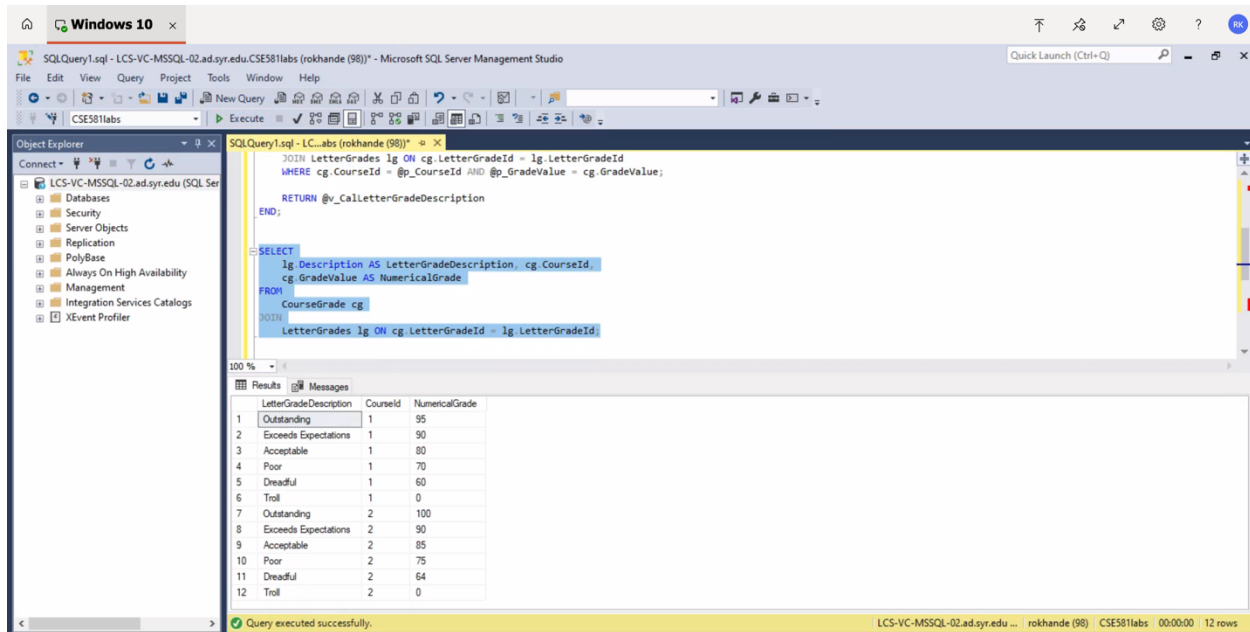 Windows 10 ×
? RK
SQLQuery1.sql - LCS-VC-MSSQL-02.ad.syr.edu.CSE581labs (rokhande (98))* - Microsoft SQL Server Management Studio
Quick Launch (Ctrl+Q)
File Edit View Query Project Tools Window Help
New Query
CSE581labs Execute
Object Explorer
SQLQuery1.sql - LC...abs (rokhande (98))*
Connect
LCS-VC-MSSQL-02.ad.syr.edu (SQL Ser
Databases
Security
Server Objects
Replication
PolyBase
Always On High Availability
Management
Integration Services Catalogs
XEvent Profiler
JOIN LetterGrades lg ON cg.LetterGradeId = lg.LetterGradeId
WHERE cg.CourseId = @p_CourseId AND @p_GradeValue = cg.GradeValue;
RETURN @v_CalLetterGradeDescription
END;
SELECT
lg.Description AS LetterGradeDescription, cg.CourseId,
cg.GradeValue AS NumericalGrade
FROM
CourseGrade cg
JOIN
LetterGrades lg ON cg.LetterGradeId = lg.LetterGradeId;
100 %
Results Messages
LetterGradeDescription CourseId NumericalGrade
1 Outstanding 1 95
2 Exceeds Expectations 1 90
3 Acceptable 1 80
4 Poor 1 70
5 Dreadful 1 60
6 Troll 1 0
7 Outstanding 2 100
8 Exceeds Expectations 2 90
9 Acceptable 2 85
10 Poor 2 75
11 Dreadful 2 64
12 Troll 2 0
Query executed successfully. LCS-VC-MSSQL-02.ad.syr.edu ... rokhande (98) CSE581labs 00:00:00 12 rows